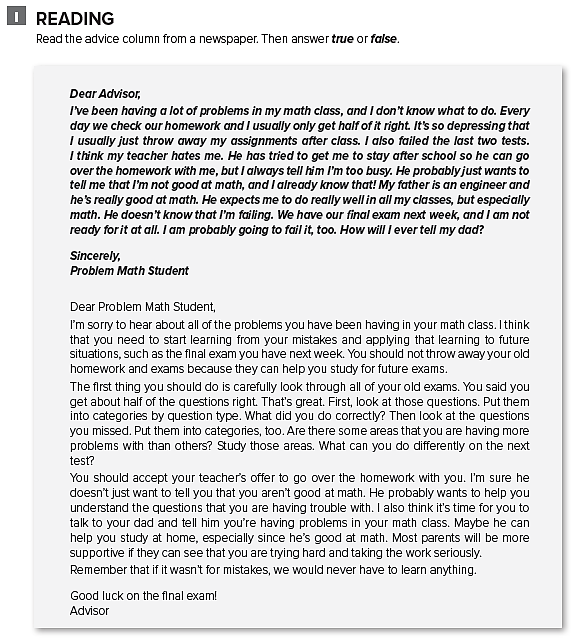 I READING
Read the advice column from a newspaper. Then answer true or false.
Dear Advisor,
I've been having a lot of problems in my math class, and I don't know what to do. Every
day we check our homework and I usually only get half of it right. It's so depressing that
I usually just throw away my assignments after class. I also failed the last two tests.
I think my teacher hates me. He has tried to get me to stay after school so he can go
over the homework with me, but I always tell him I'm too busy. He probably just wants to
tell me that I'm not good at math, and I already know that! My father is an engineer and
he's really good at math. He expects me to do really well in all my classes, but especially
math. He doesn't know that I'm failing. We have our final exam next week, and I am not
ready for it at all. I am probably going to fail it, too. How will I ever tell my dad?
Sincerely,
Problem Math Student
Dear Problem Math Student,
I'm sorry to hear about all of the problems you have been having in your math class. I think
that you need to start learning from your mistakes and applying that learning to future
situations, such as the final exam you have next week. You should not throw away your old
homework and exams because they can help you study for future exams.
The first thing you should do is carefully look through all of your old exams. You said you
get about half of the questions right. That's great. First, look at those questions. Put them
into categories by question type. What did you do correctly? Then look at the questions
you missed. Put them into categories, too. Are there some areas that you are having more
problems with than others? Study those areas. What can you do differently on the next
test?
You should accept your teacher's offer to go over the homework with you. I'm sure he
doesn't just want to tell you that you aren't good at math. He probably wants to help you
understand the questions that you are having trouble with. I also think it's time for you to
talk to your dad and tell him you're having problems in your math class. Maybe he can
help you study at home, especially since he's good at math. Most parents will be more
supportive if they can see that you are trying hard and taking the work seriously.
Remember that if it wasn't for mistakes, we would never have to learn anything.
Good luck on the final exam!
Advisor